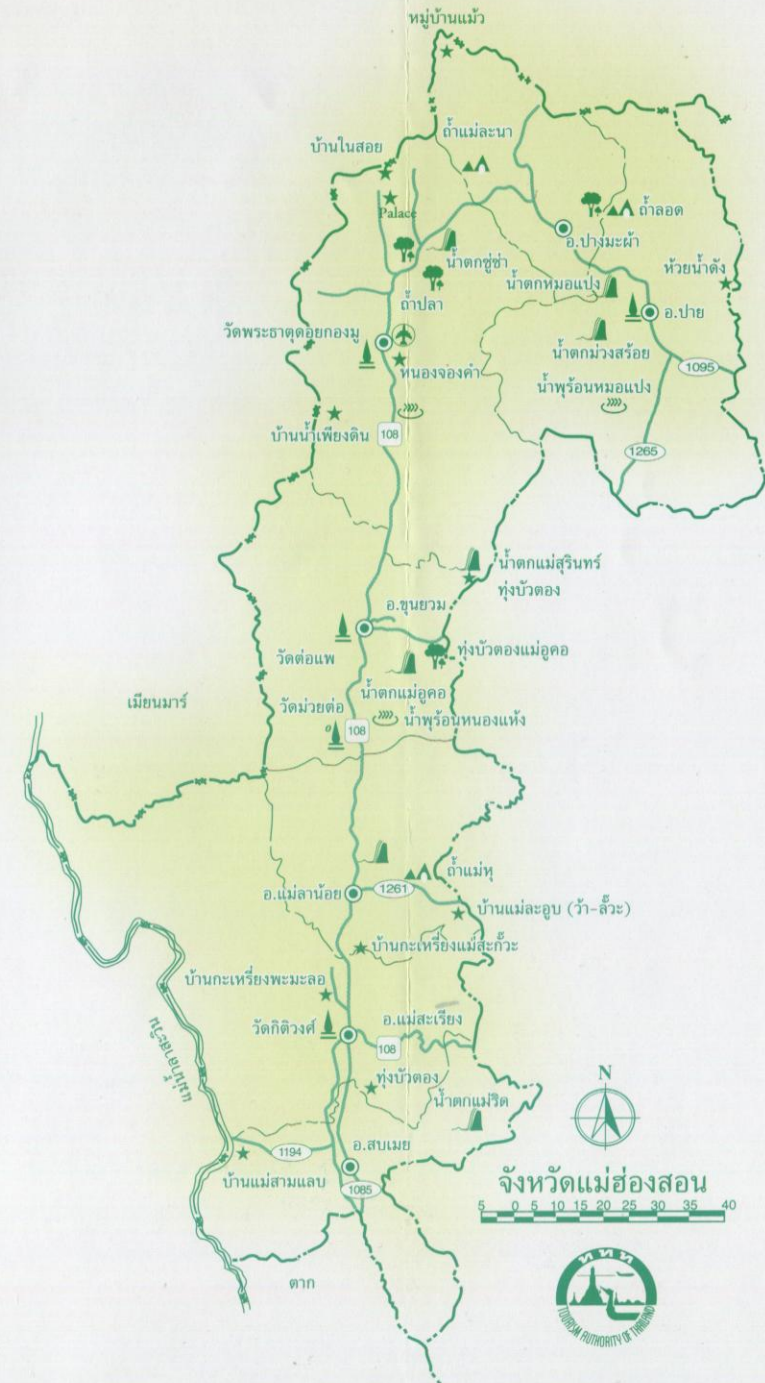 หมู่บ้านแม้ว
ถ้ำแม่ละนา
บ้านในสอย
Palace
ถ้ำลอด
อ.ปางมะผ้า
น้ำตกซู่ซ่า
น้ำตกหมอแปง
ห้วยน้ำดัง
ถ้ำปลา
อ.ปาย
วัดพระธาตุดอยกองมู
น้ำตกม่วงสร้อย
หนองจองคำ
1095
น้ำพุร้อนหมอแปง
บ้านน้ำเพียงดิน
108
1265
น้ำตกแม่สุรินทร์
ทุ่งบัวตอง
อ.ขุนยวม
วัดต่อแพ
ทุ่งบัวตองแม่อูคอ
น้ำตกแม่อูคอ
เมียนมาร์
วัดม่วยต่อ
น้ำพุร้อนหนองแห้ง
108
ถ้ำแม่หุ
อ.แม่ลาน้อย
1261
บ้านแม่ละอูบ (ว้า-ลั๊วะ)
บ้านกะเหรี่ยงแม่สะกั๊วะ
บ้านกะเหรี่ยงพะมะลอ
อ.แม่สะเรียง
วัดกิติวงศ์
108
แม่น้ำสาละวิน
ทุ่งบัวตอง
น้ำตกแม่ริด
N
อ.สบเมย
1194
บ้านแม่สามแลบ
1085
จังหวัดแม่ฮ่องสอน
5 0 5 10 15 20 25 30 35 40
ตาก
ททท
TOURISM AUTHORITY OF THAILAND